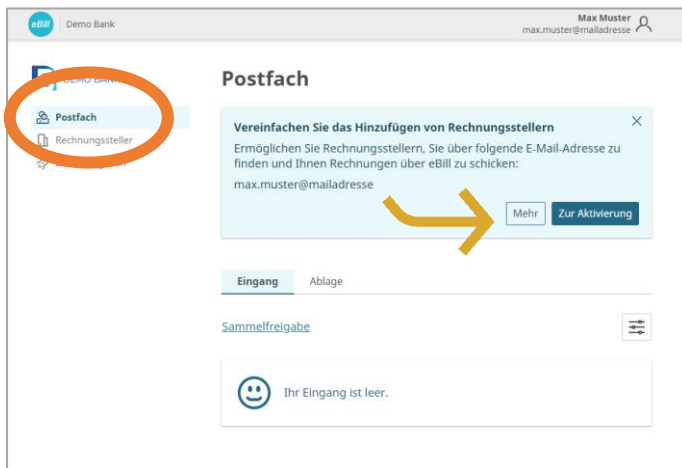 eBill Demo Bank
Max Muster
max.muster@mailadresse
DEMO BANK
Postfach
Rechnungssteller
Postfach
Vereinfachen Sie das Hinzufügen von Rechnungsstellern
Ermöglichen Sie Rechnungsstellern, Sie über folgende E-Mail-Adresse zu
finden und Ihnen Rechnungen über eBill zu schicken:
max.muster@mailadresse
Mehr Zur Aktivierung
Eingang Ablage
Sammelfreigabe
Ihr Eingang ist leer.